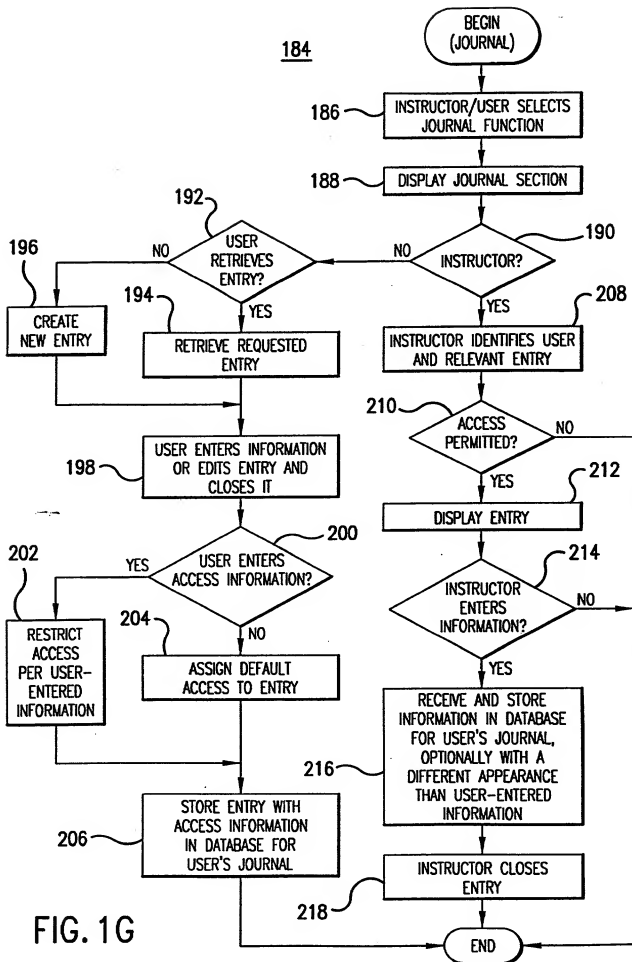 BEGIN
(JOURNAL)
184
186
INSTRUCTOR/USER SELECTS
JOURNAL FUNCTION
188
DISPLAY JOURNAL SECTION
192
190
196
NO
USER
RETRIEVES
ENTRY?
NO
INSTRUCTOR?
194
YES
YES
208
CREATE
NEW ENTRY
RETRIEVE REQUESTED
ENTRY
INSTRUCTOR IDENTIFIES USER
AND RELEVANT ENTRY
210
ACCESS
PERMITTED?
NO
198
USER ENTERS INFORMATION
OR EDITS ENTRY AND
CLOSES IT
YES
212
DISPLAY ENTRY
200
202
YES
USER ENTERS
ACCESS INFORMATION?
214
INSTRUCTOR
ENTERS
INFORMATION?
NO
204
NO
RESTRICT
ACCESS
PER USER-
ENTERED
INFORMATION
ASSIGN DEFAULT
ACCESS TO ENTRY
YES
216
RECEIVE AND STORE
INFORMATION IN DATABASE
FOR USER'S JOURNAL,
OPTIONALLY WITH A
DIFFERENT APPEARANCE
THAN USER-ENTERED
INFORMATION
206
STORE ENTRY WITH
ACCESS INFORMATION
IN DATABASE FOR
USER'S JOURNAL
218
INSTRUCTOR CLOSES
ENTRY
FIG. 1G
END